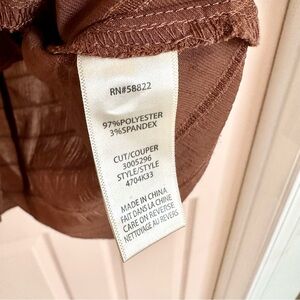 RN#58822
97%POLYESTER
3%SPANDEX
CUT/COUPER
3005296
STYLE/STYLE
4704K33
MADE IN CHINA
FAIT DANS LA CHINE
CARE ON REVERSE
NETTOYAGE AU REVERS